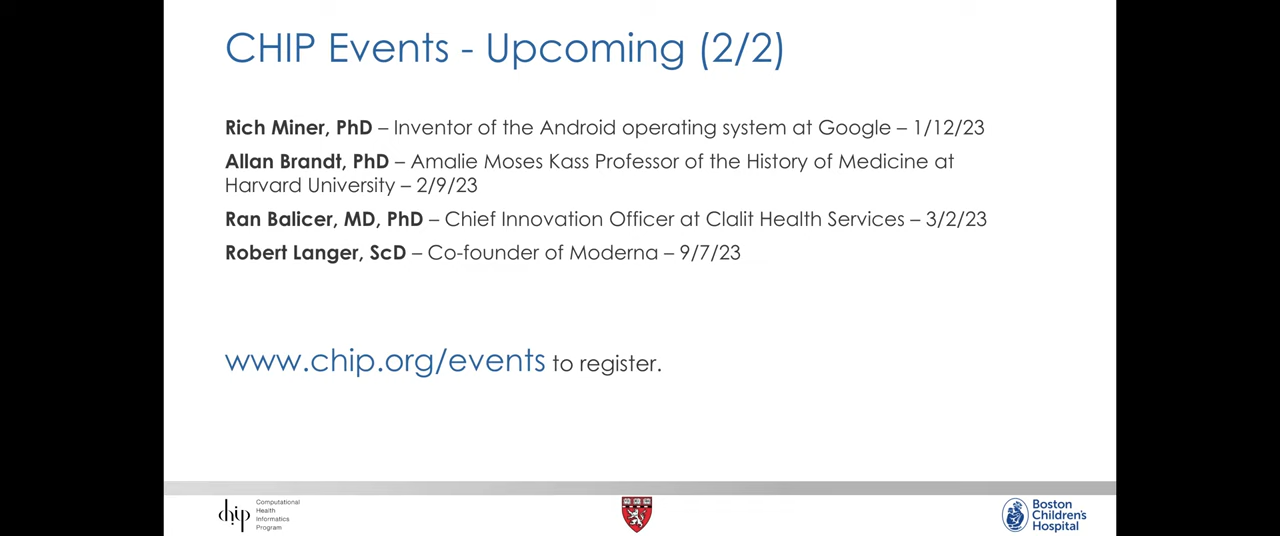 CHIP Events - Upcoming (2/2)
Rich Miner, PhD – Inventor of the Android operating system at Google – 1/12/23
Allan Brandt, PhD – Amalie Moses Kass Professor of the History of Medicine at
Harvard University – 2/9/23
Ran Balicer, MD, PhD – Chief Innovation Officer at Clalit Health Services – 3/2/23
Robert Langer, ScD – Co-founder of Moderna – 9/7/23
www.chip.org/events to register.
chip
Computational
Health
Informatics
Program
Boston
Children's
Hospital